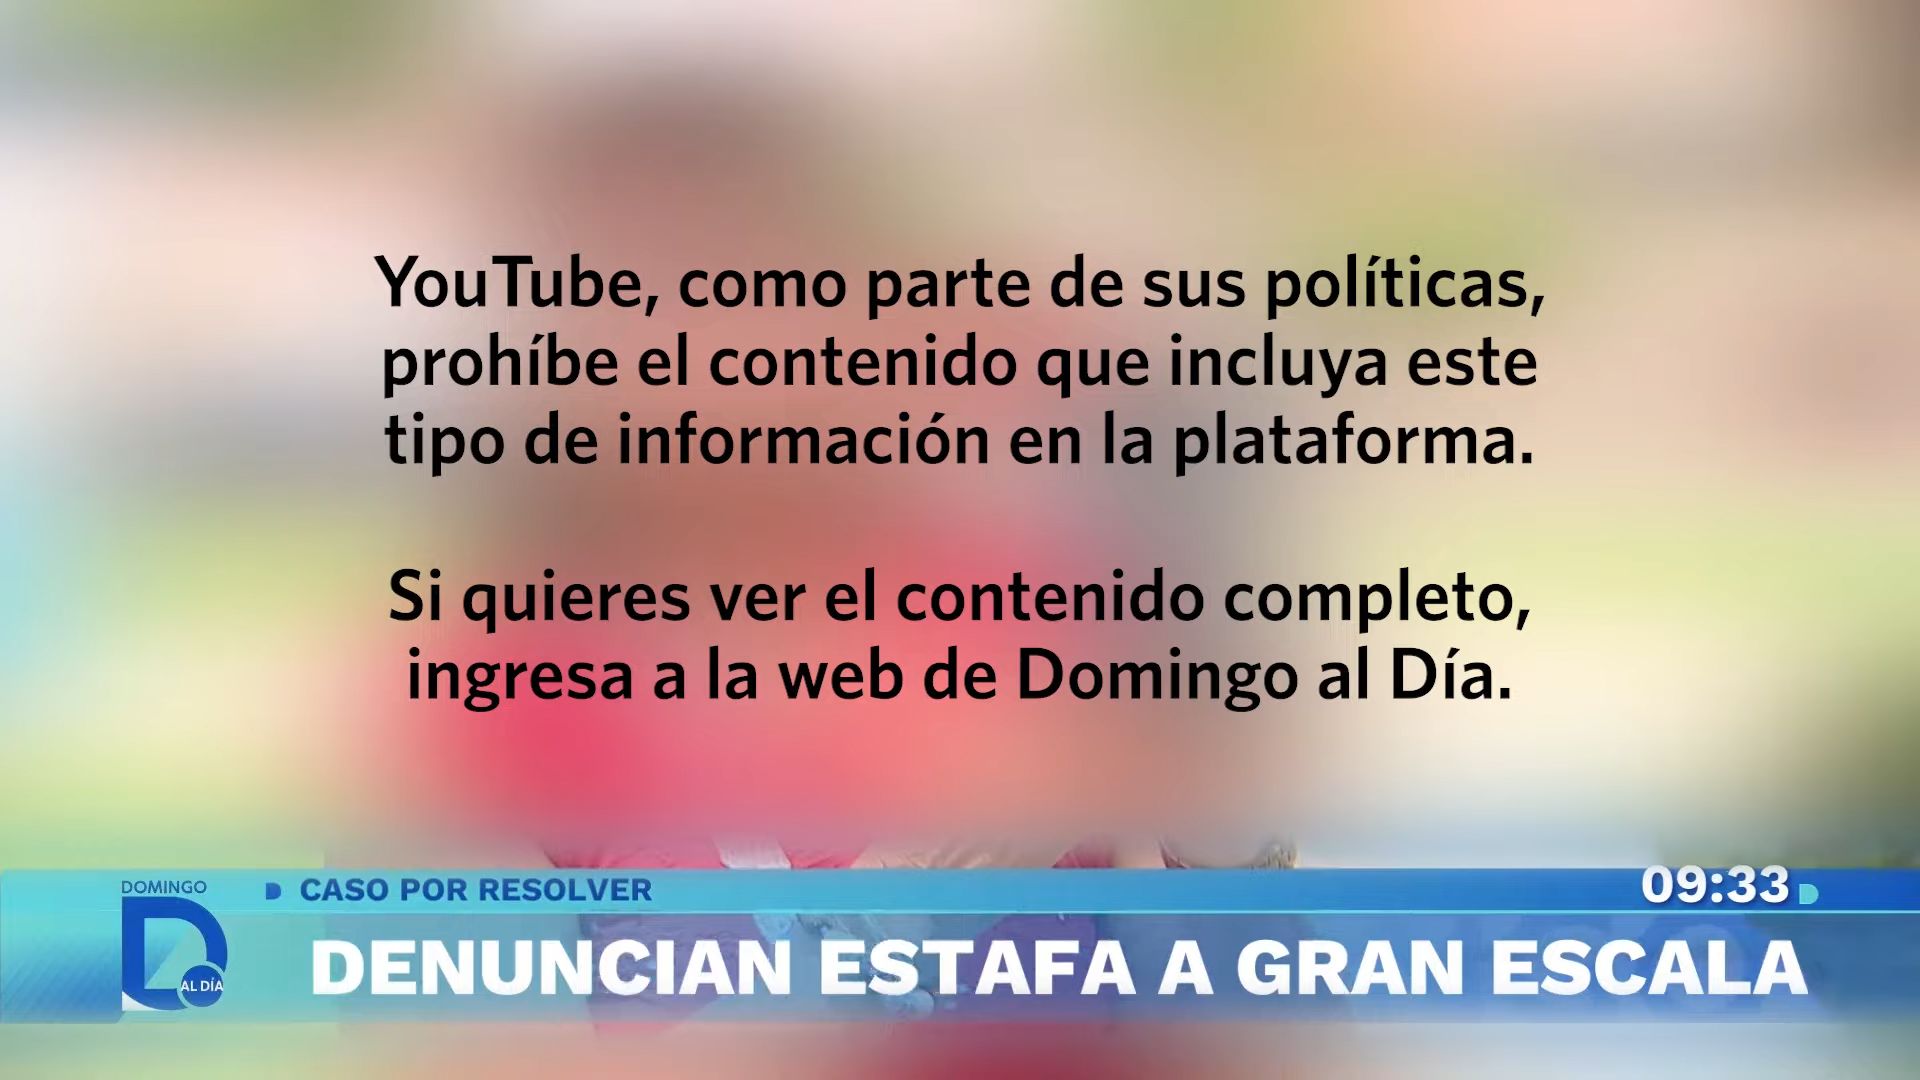 YouTube, como parte de sus políticas,
prohíbe el contenido que incluya este
tipo de información en la plataforma.
Si quieres ver el contenido completo,
ingresa a la web de Domingo al Día.
DOMINGO
AL DÍA
CASO POR RESOLVER
09:33
DENUNCIAN ESTAFA A GRAN ESCALA